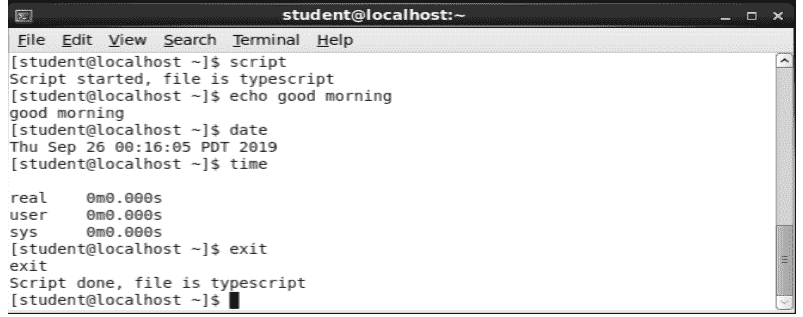 student@localhost:~
File Edit View Search Terminal Help
[student@localhost ~]$ script
Script started, file is typescript
[student@localhost ~]$ echo good morning
good morning
[student@localhost ~]$ date
Thu Sep 26 00:16:05 PDT 2019
[student@localhost ~]$ time

real    0m0.000s
user    0m0.000s
sys     0m0.000s
[student@localhost ~]$ exit
exit
Script done, file is typescript
[student@localhost ~]$